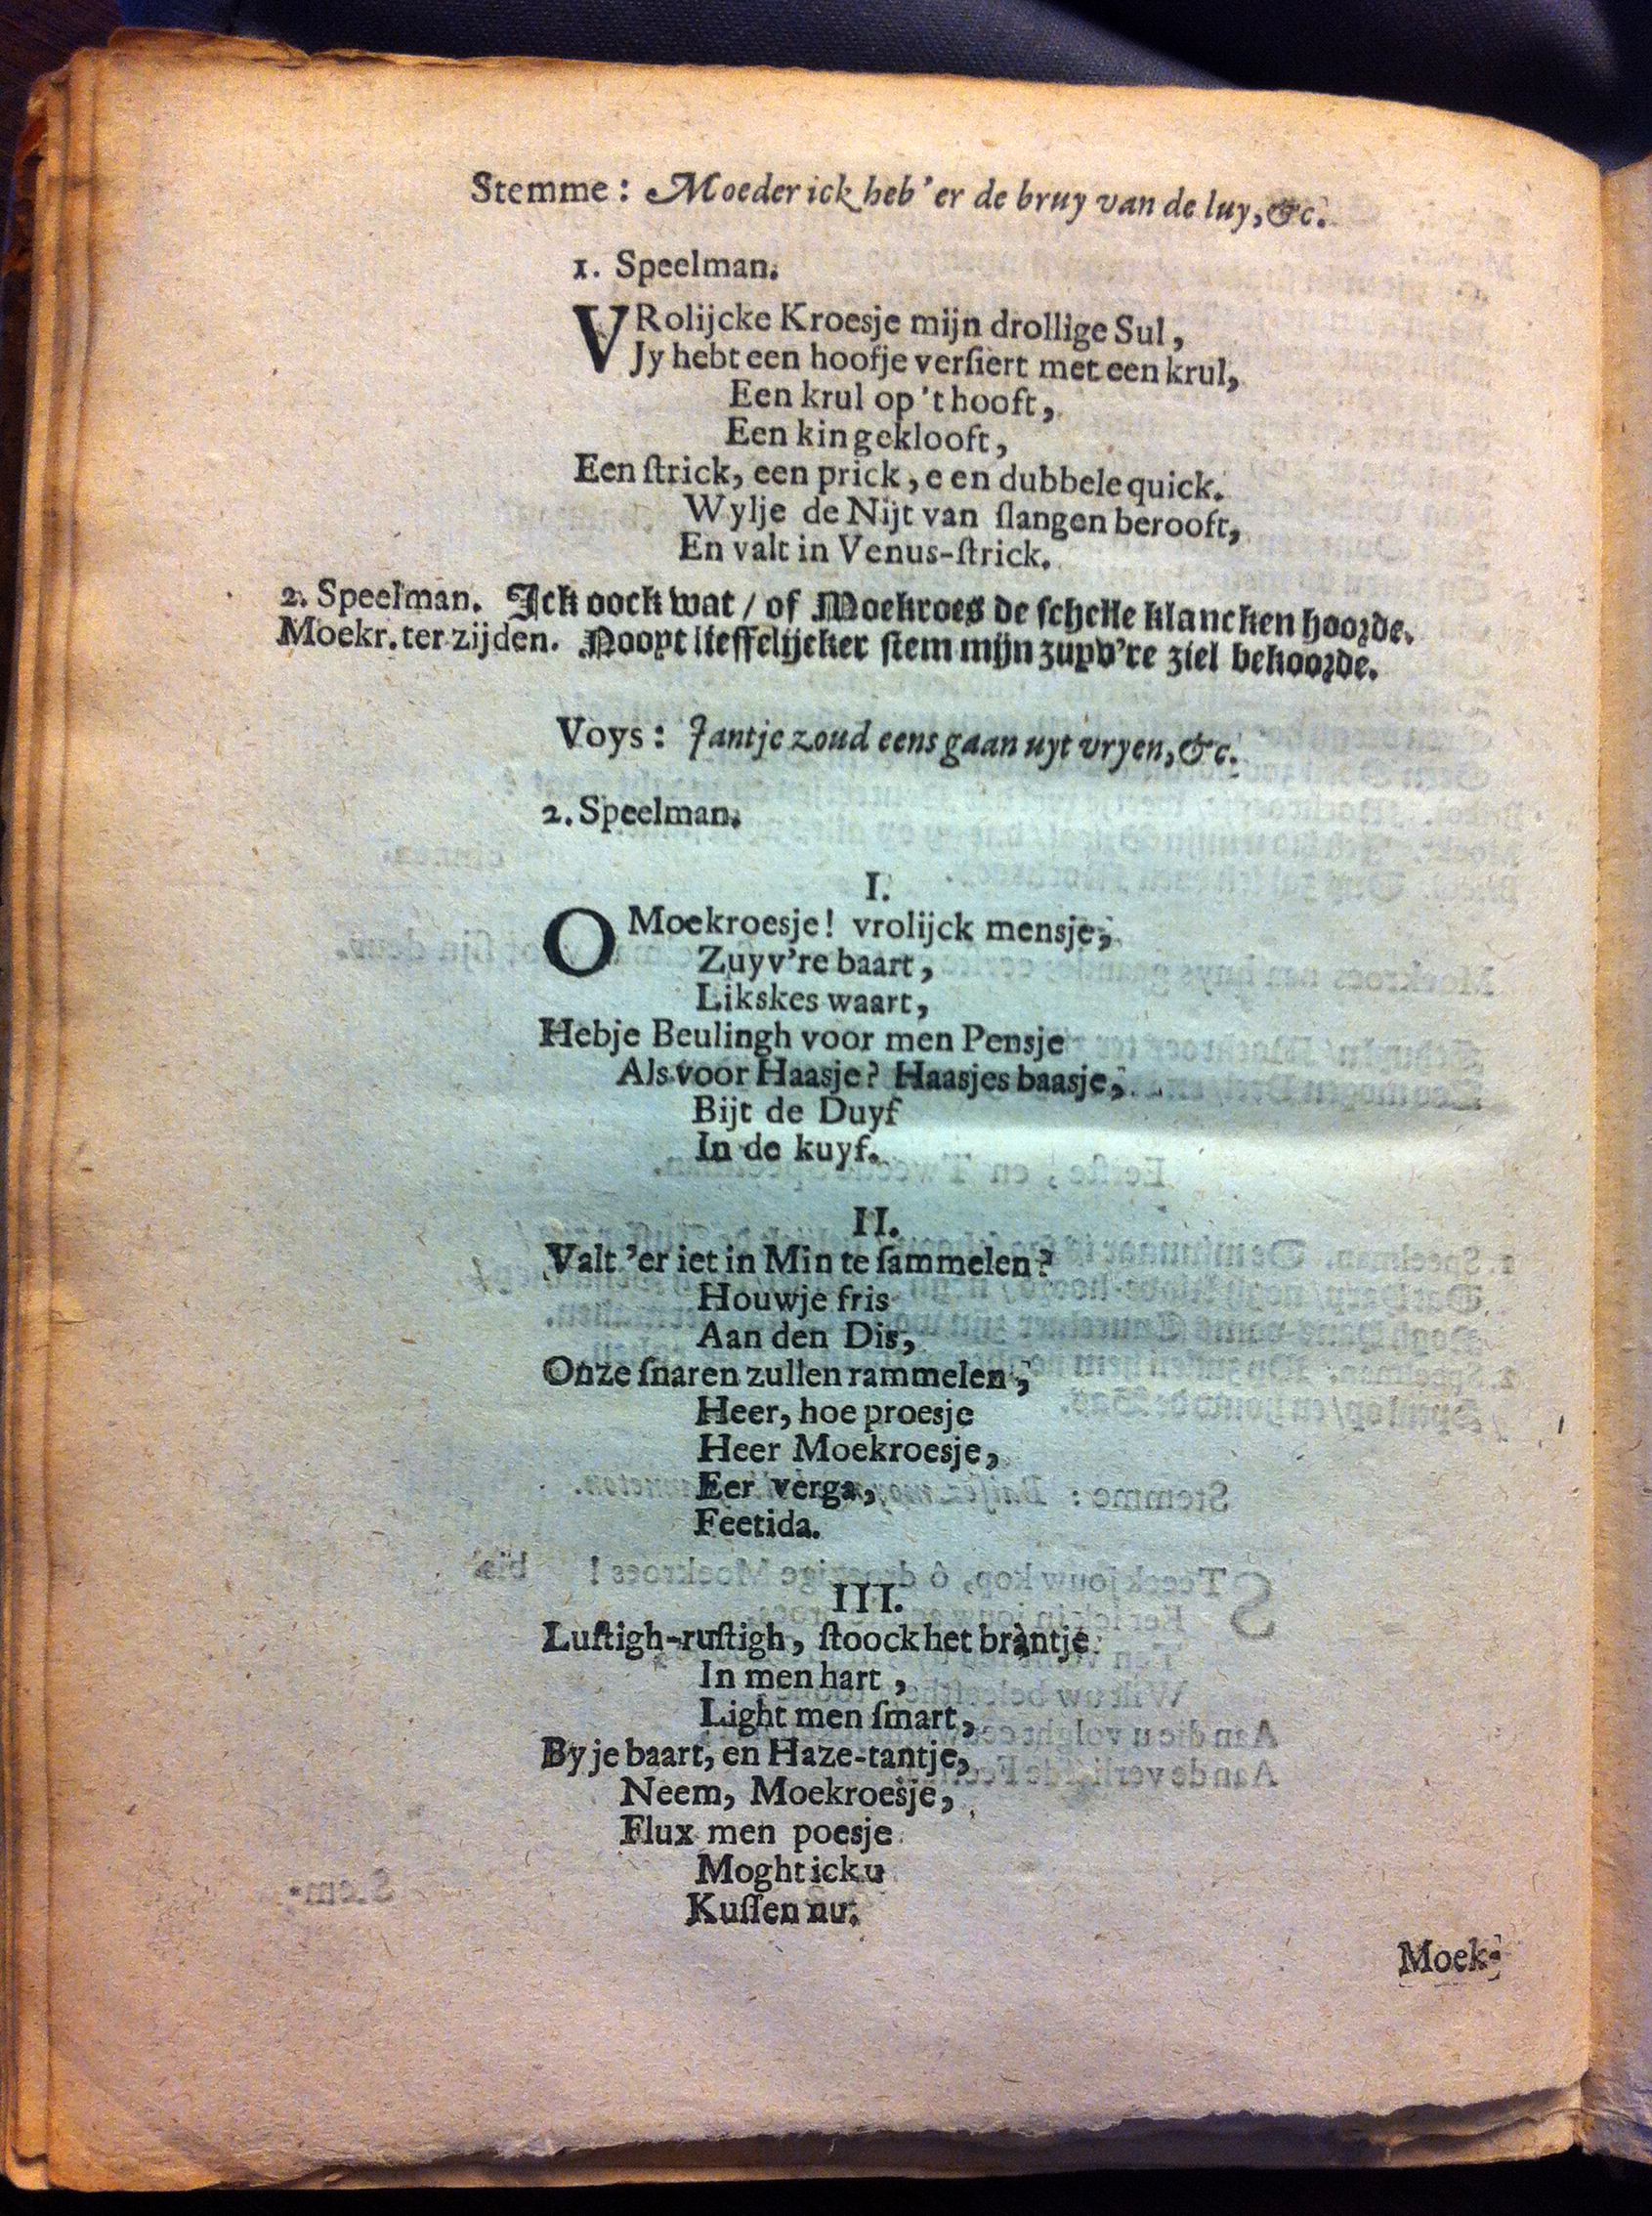 Stemme: Moeder ick heb'er de bruy van de luy, &c.
1. Speelman.
VRolijcke Kroesje mijn drollige Sul,
Jy hebt een hoofje verſiert met een krul,
Een krul op 't hooft,
Een kin geklooft,
Een ſtrick, een prick, e en dubbele quick.
Wylje de Nijt van ſlangen berooft,
En valt in Venus-ſtrick.
2. Speelman. Ick oock wat / of Moekroes de ſchelle klancken hoorde.
Moekr. ter zijden. Nooyt lieffelijcker ſtem mijn zuyv're ziel bekoorde.
Voys: Jantje zoud eens gaan uyt vryen, &c.
2. Speelman.
I.
O Moekroesje! vrolijck mensje,
Zuyv're baart,
Likskes waart,
Hebje Beulingh voor men Pensje
Als voor Haasje? Haasjes baasje,
Bijt de Duyf
In de kuyf.
II.
Valt 'er iet in Min te ſammelen?
Houwje fris
Aan den Dis,
Onze ſnaren zullen rammelen,
Heer, hoe proesje
Heer Moekroesje,
Eer verga,
Feetida.
III.
Luſtigh-ruſtigh, ſtoock het brantje
In men hart,
Light men ſmart,
By je baart, en Haze-tantje,
Neem, Moekroesje,
Flux men poesje
Moght ick u
Kuſſen nu.
Moek-